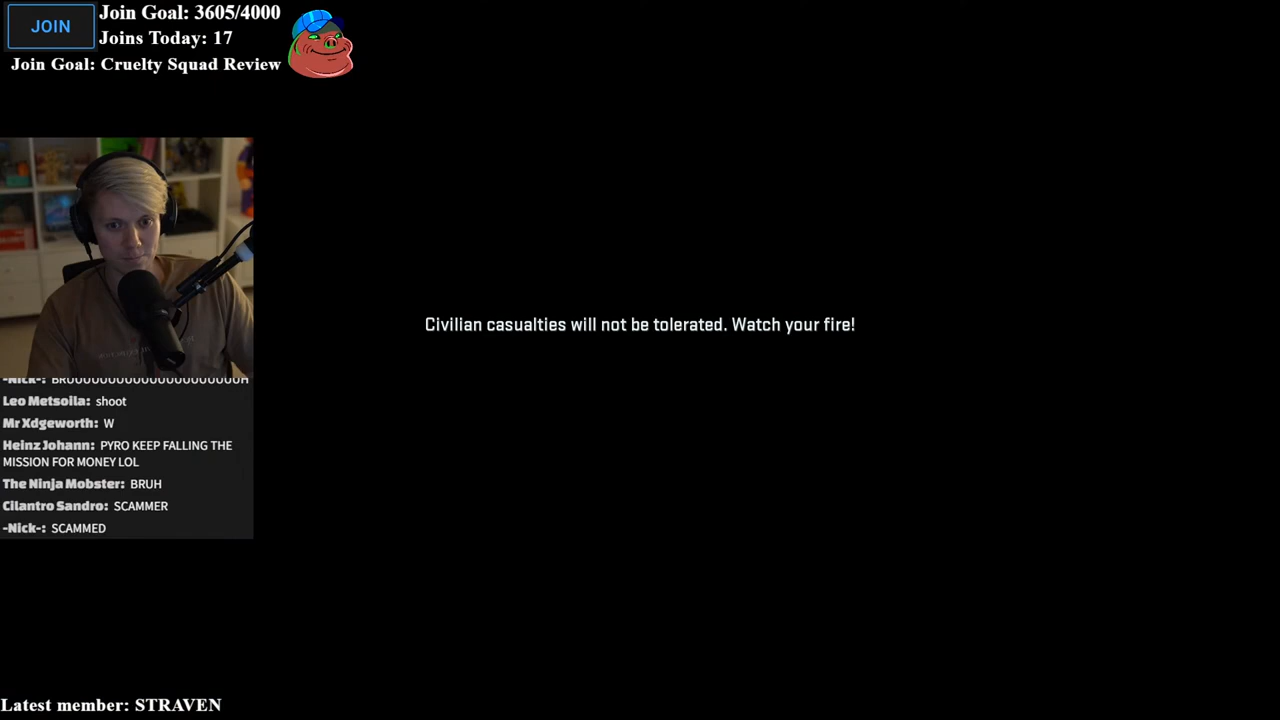 JOIN
Join Goal: 3605/4000
Joins Today: 17
Join Goal: Cruelty Squad Review
Civilian casualties will not be tolerated. Watch your fire!
Leo Metsoila: shoot
Mr Xdgeworth: W
Heinz Johann: PYRO KEEP FALLING THE
MISSION FOR MONEY LOL
The Ninja Mobster: BRUH
Cilantro Sandro: SCAMMER
-Nick-: SCAMMED
Latest member: STRAVEN